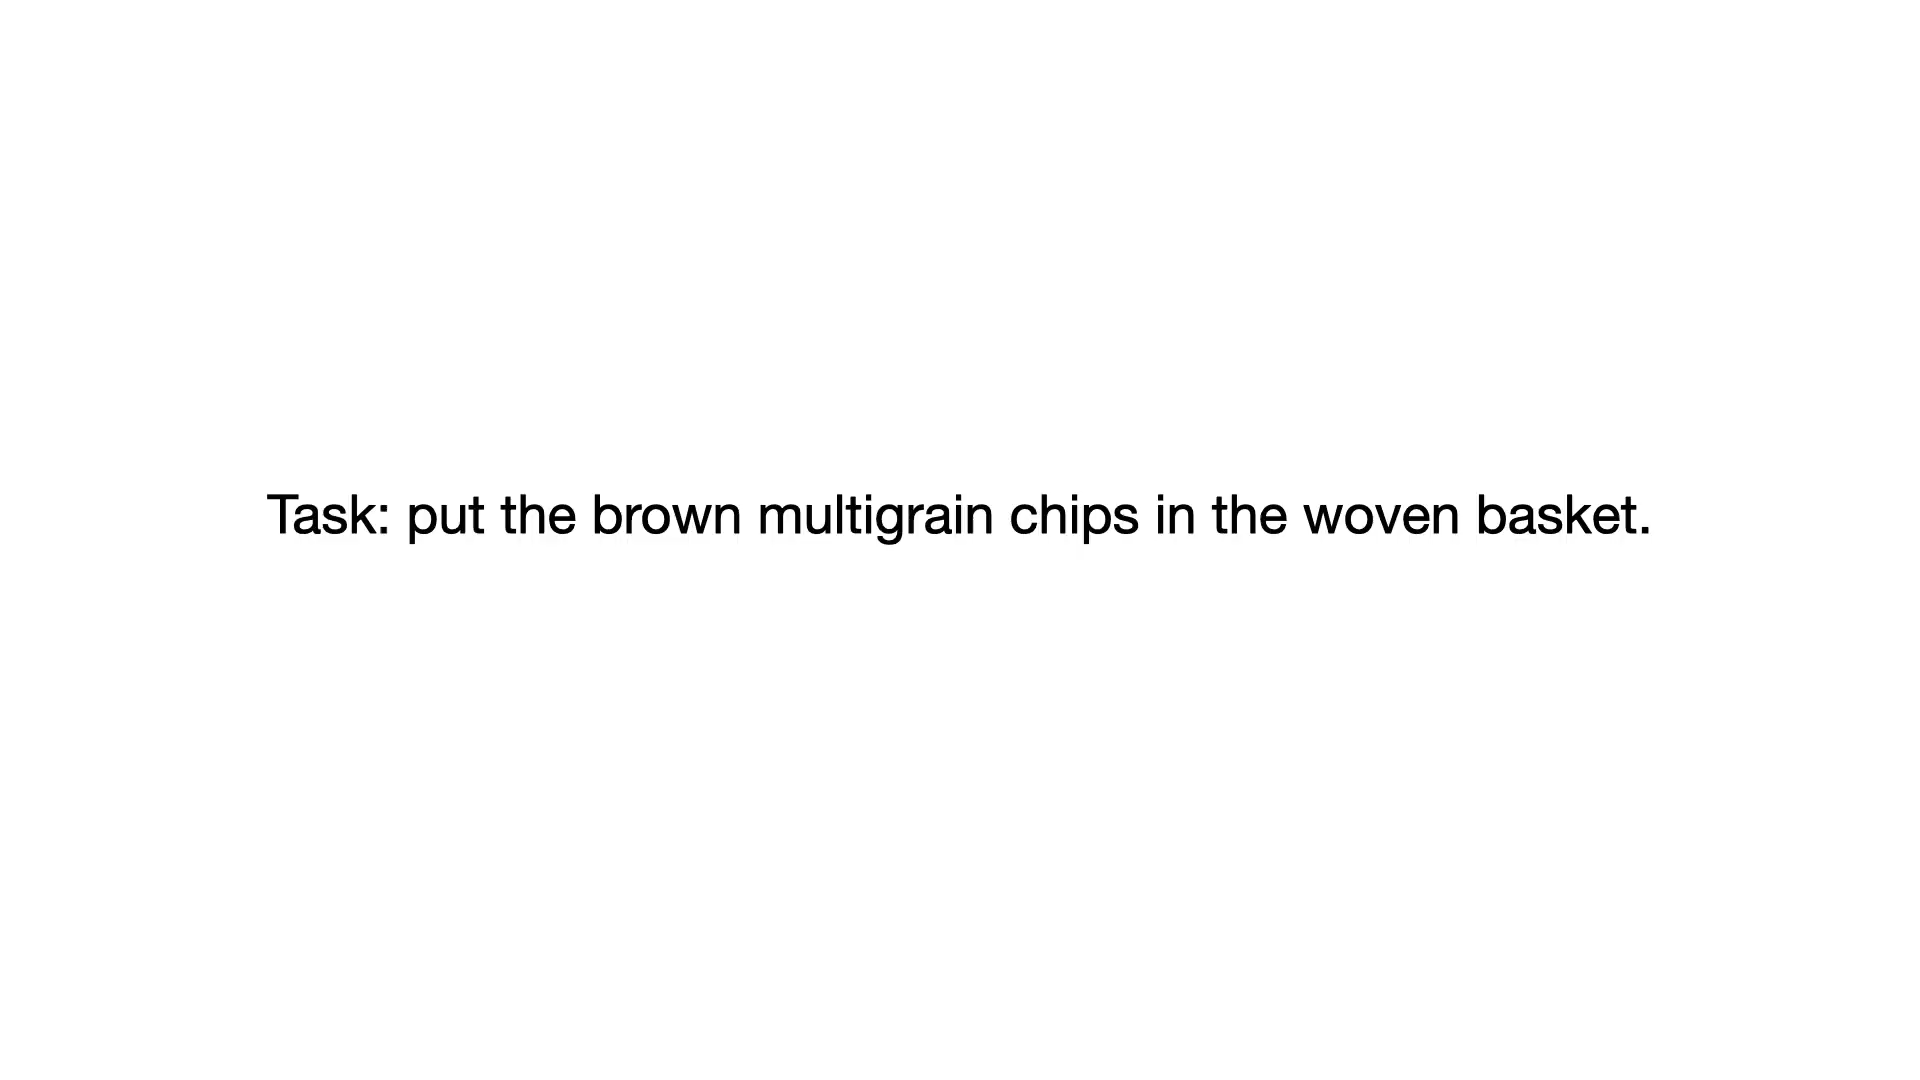 Task: put the brown multigrain chips in the woven basket.